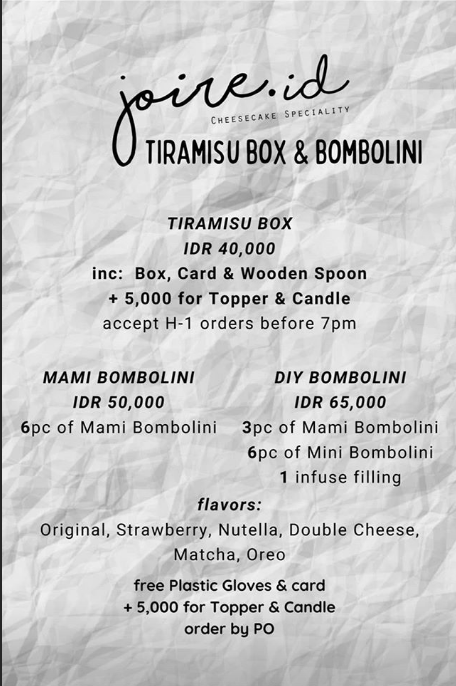 joire.id
CHEESECAKE SPECIALITY
TIRAMISU BOX & BOMBOLINI
TIRAMISU BOX
IDR 40,000
inc: Box, Card & Wooden Spoon
+ 5,000 for Topper & Candle
accept H-1 orders before 7pm
MAMI BOMBOLINI
IDR 50,000
6pc of Mami Bombolini
DIY BOMBOLINI
IDR 65,000
3pc of Mami Bombolini
6pc of Mini Bombolini
1 infuse filling
flavors:
Original, Strawberry, Nutella, Double Cheese,
Matcha, Oreo
free Plastic Gloves & card
+ 5,000 for Topper & Candle
order by PO